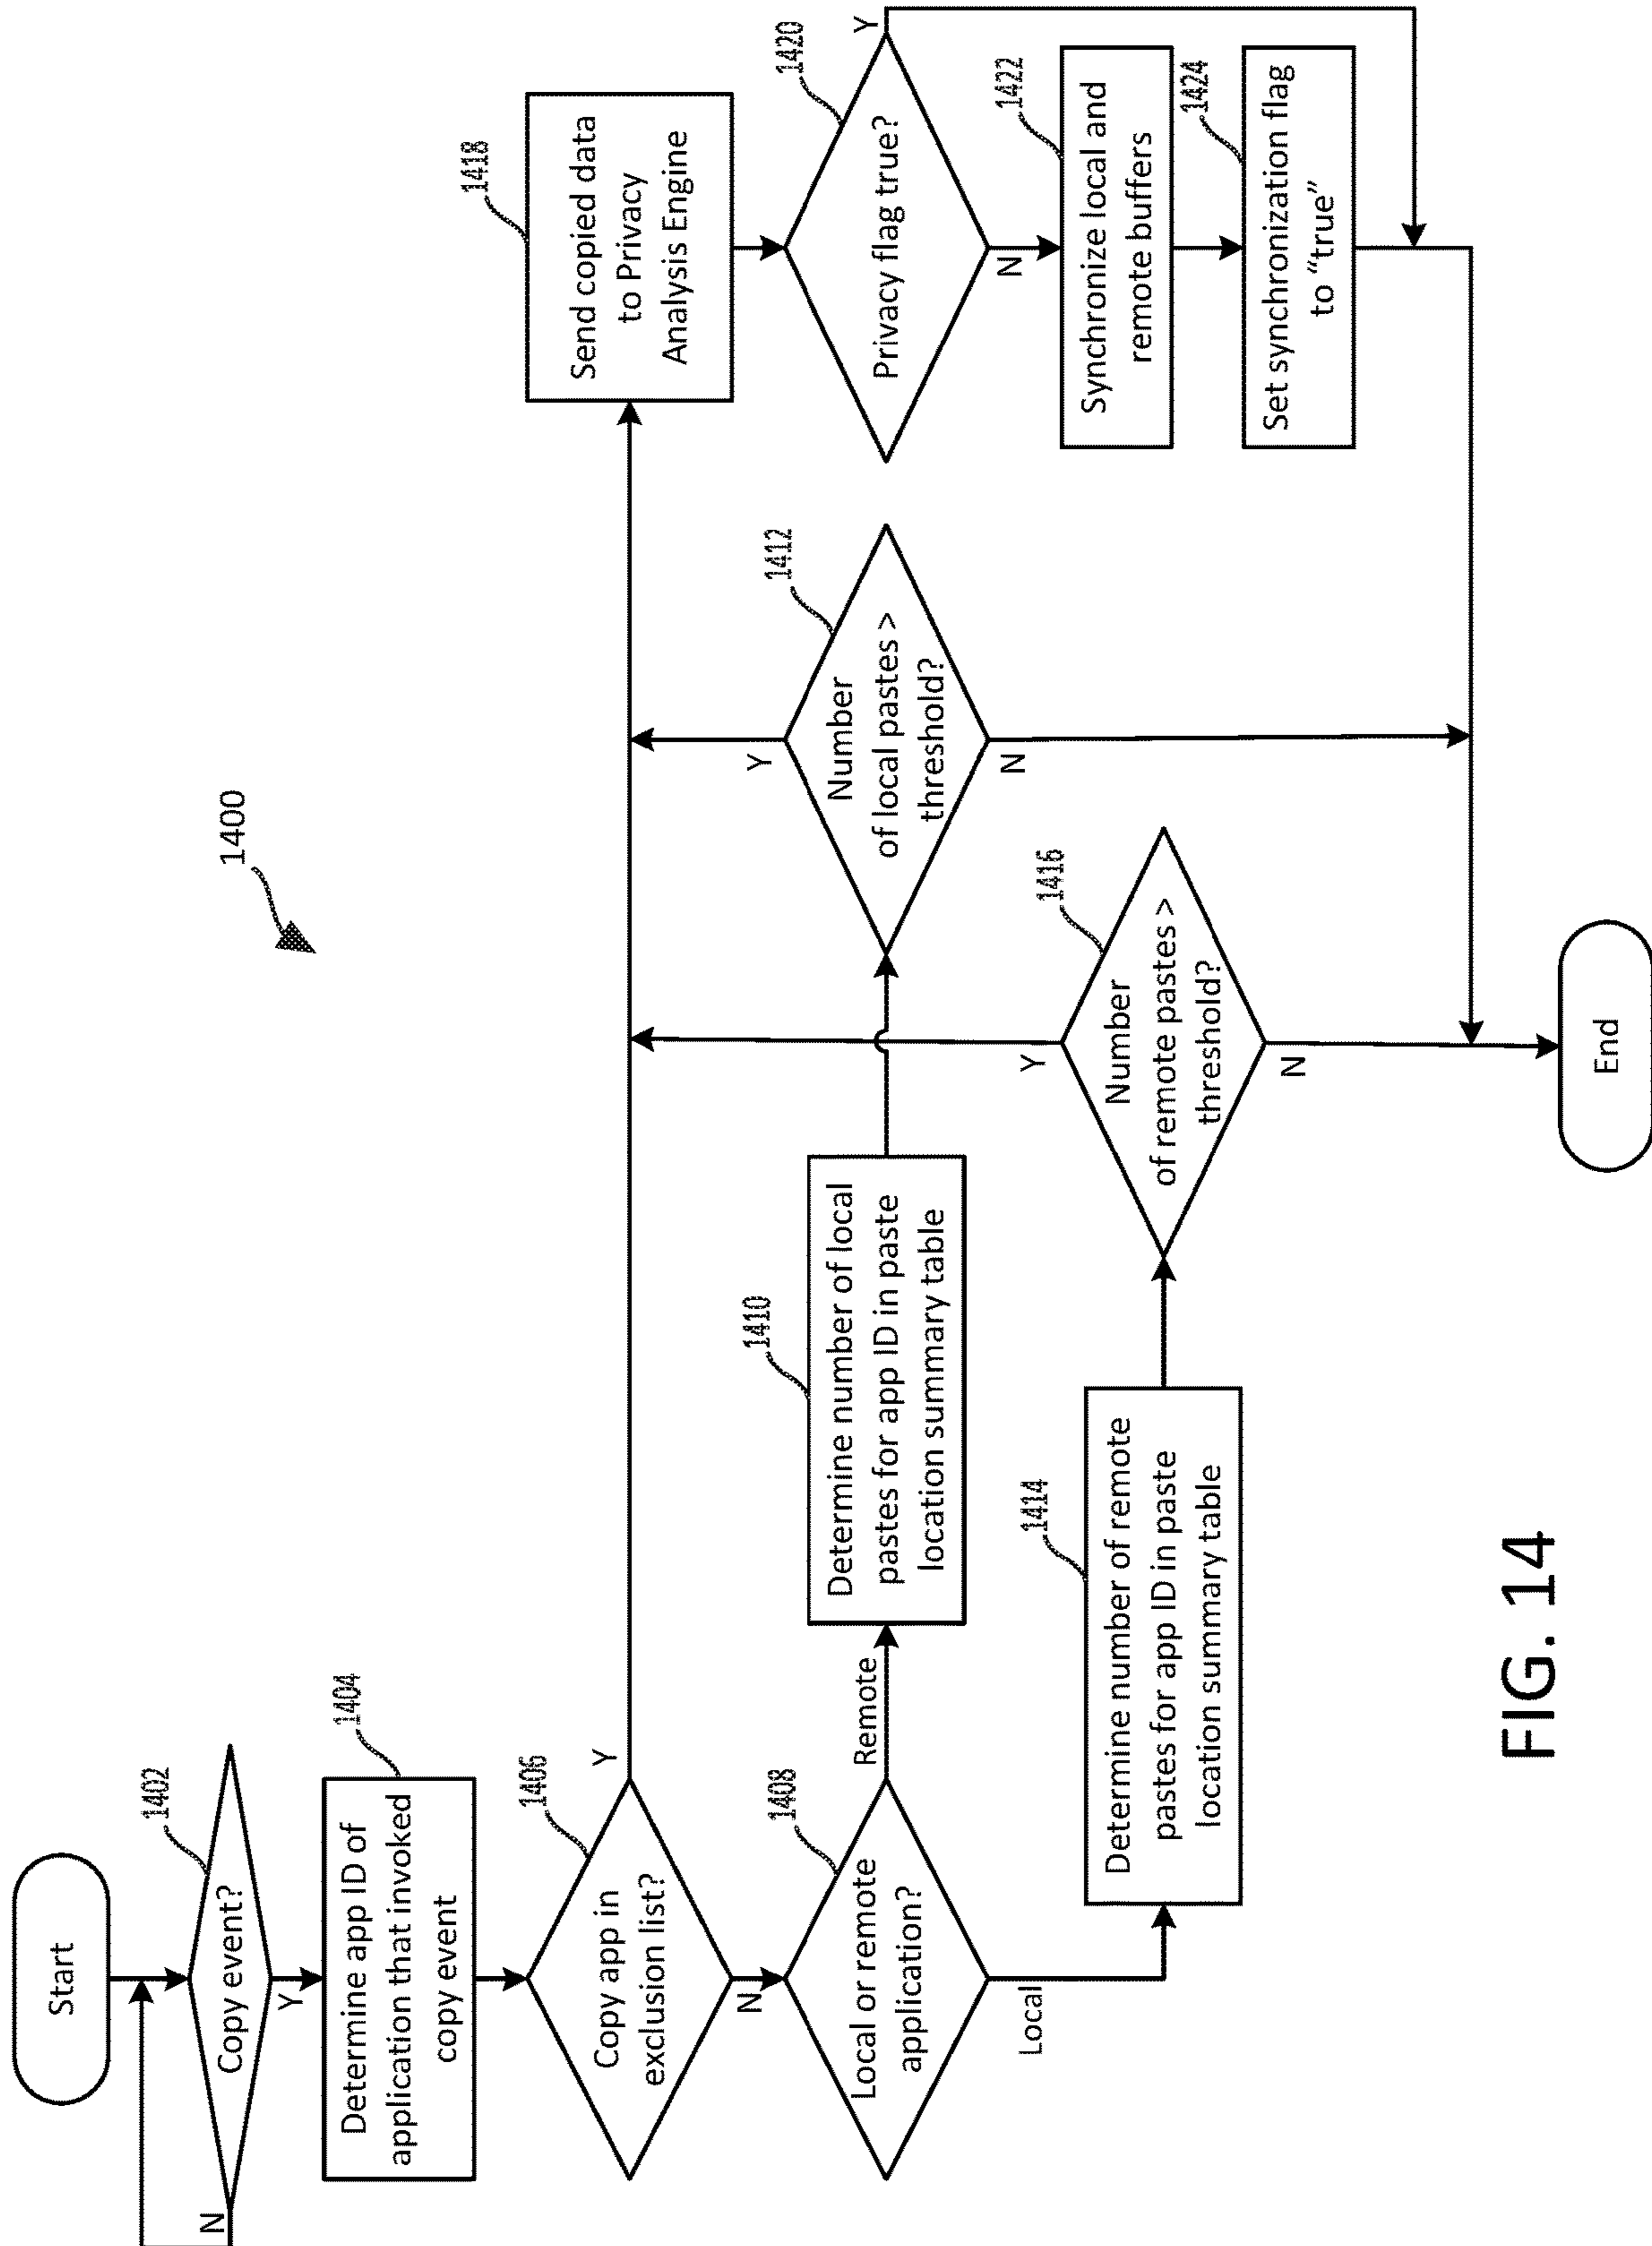 1400
Start
1402
Copy event?
N
Y
1404
Determine app ID of
application that invoked
copy event
1406
Copy app in
exclusion list?
Y
N
1408
Local or remote
application?
Remote
Local
1410
Determine number of local
pastes for app ID in paste
location summary table
1412
Number
of local pastes >
threshold?
Y
N
1414
Determine number of remote
pastes for app ID in paste
location summary table
1416
Number
of remote pastes >
threshold?
Y
N
1418
Send copied data
to Privacy
Analysis Engine
1420
Privacy flag true?
Y
N
1422
Synchronize local and
remote buffers
1424
Set synchronization flag
to “true”
End
FIG. 14